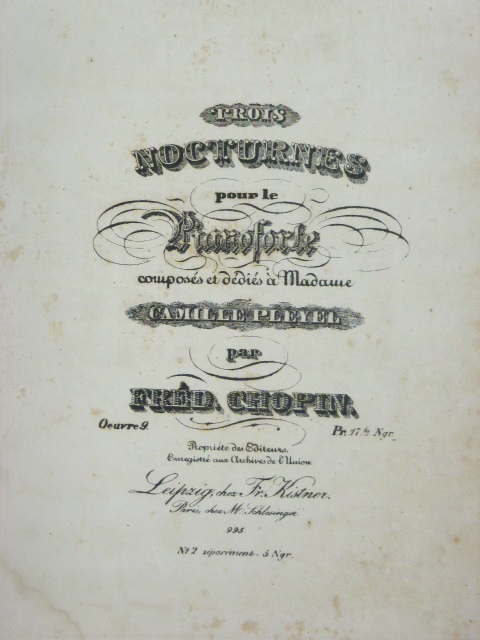 TROIS
NOCTURNES
pour le
Pianoforte
composés et dédiés à Madame
CAMILLE PLEYEL
par
FRÉD. CHOPIN.
Oeuvre 9. Pr. 17½ Ngr.
Propriété des Editeurs.
Enregistré aux Archives de l'Union
Leipzig, chez Fr. Kistner.
Paris, chez M. Schlesinger
995
No 2 séparément - 5 Ngr.